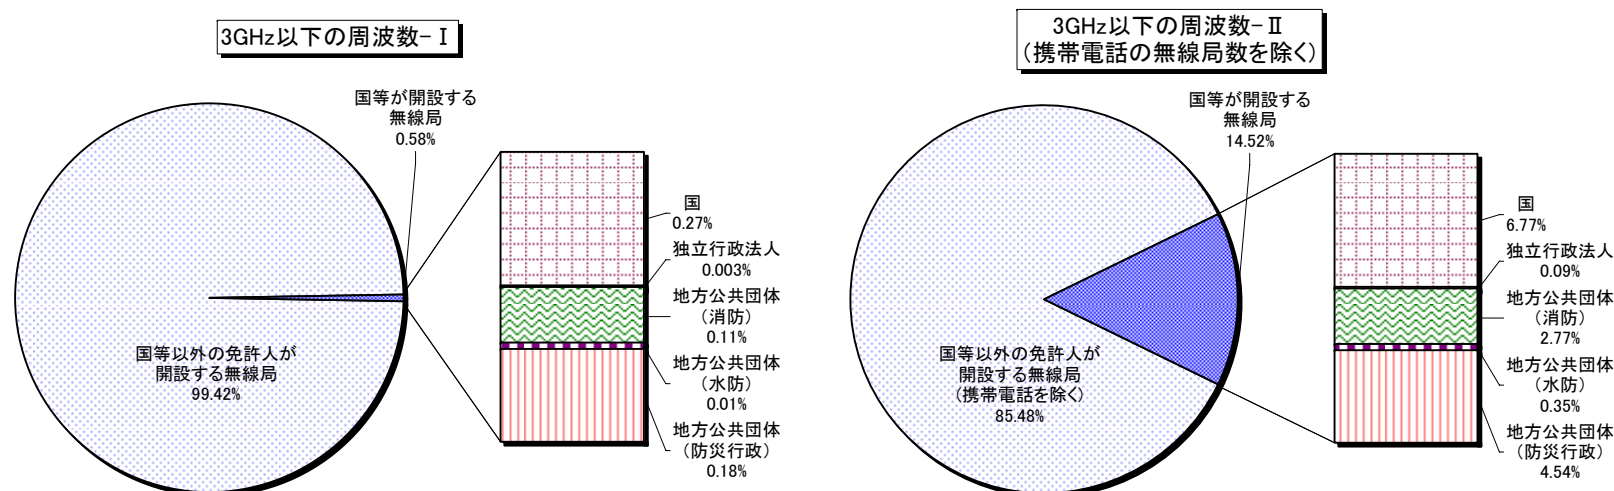 3GHz以下の周波数-Ⅰ
国等が開設する
無線局
0.58%
国
0.27%
独立行政法人
0.003%
地方公共団体
（消防）
0.11%
地方公共団体
（水防）
0.01%
地方公共団体
（防災行政）
0.18%
国等以外の免許人が
開設する無線局
99.42%
3GHz以下の周波数-Ⅱ
（携帯電話の無線局数を除く）
国等が開設する
無線局
14.52%
国
6.77%
独立行政法人
0.09%
地方公共団体
（消防）
2.77%
地方公共団体
（水防）
0.35%
地方公共団体
（防災行政）
4.54%
国等以外の免許人が
開設する無線局
（携帯電話を除く）
85.48%